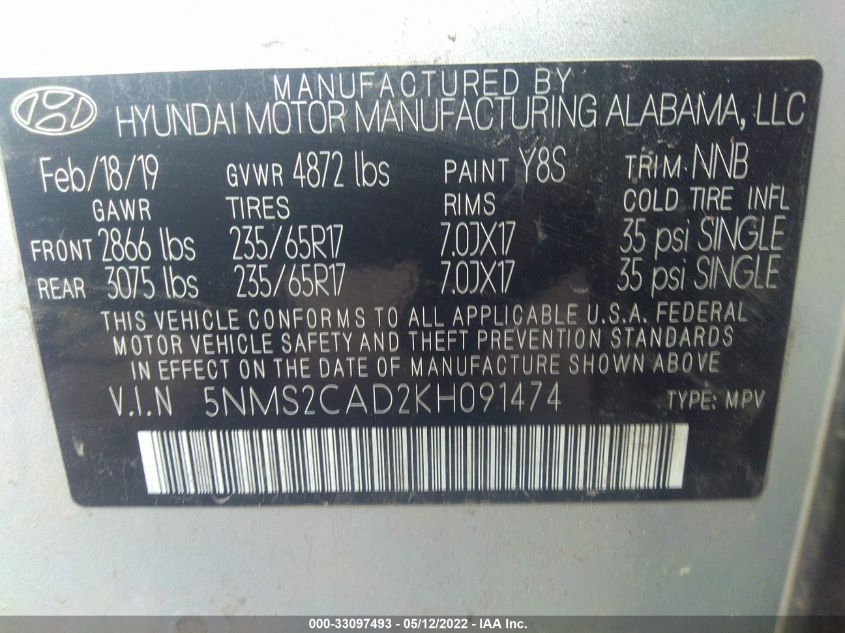 MANUFACTURED BY
HYUNDAI MOTOR MANUFACTURING ALABAMA, LLC
Feb/18/19 GVWR 4872 lbs PAINT Y8S TRIM NNB
GAWR TIRES RIMS COLD TIRE INFL
FRONT 2866 lbs 235/65R17 7.0JX17 35 psi SINGLE
REAR 3075 lbs 235/65R17 7.0JX17 35 psi SINGLE
THIS VEHICLE CONFORMS TO ALL APPLICABLE U.S.A. FEDERAL
MOTOR VEHICLE SAFETY AND THEFT PREVENTION STANDARDS
IN EFFECT ON THE DATE OF MANUFACTURE SHOWN ABOVE
V.I.N 5NMS2CAD2KH091474 TYPE: MPV
000-33097493 - 05/12/2022 - IAA Inc.